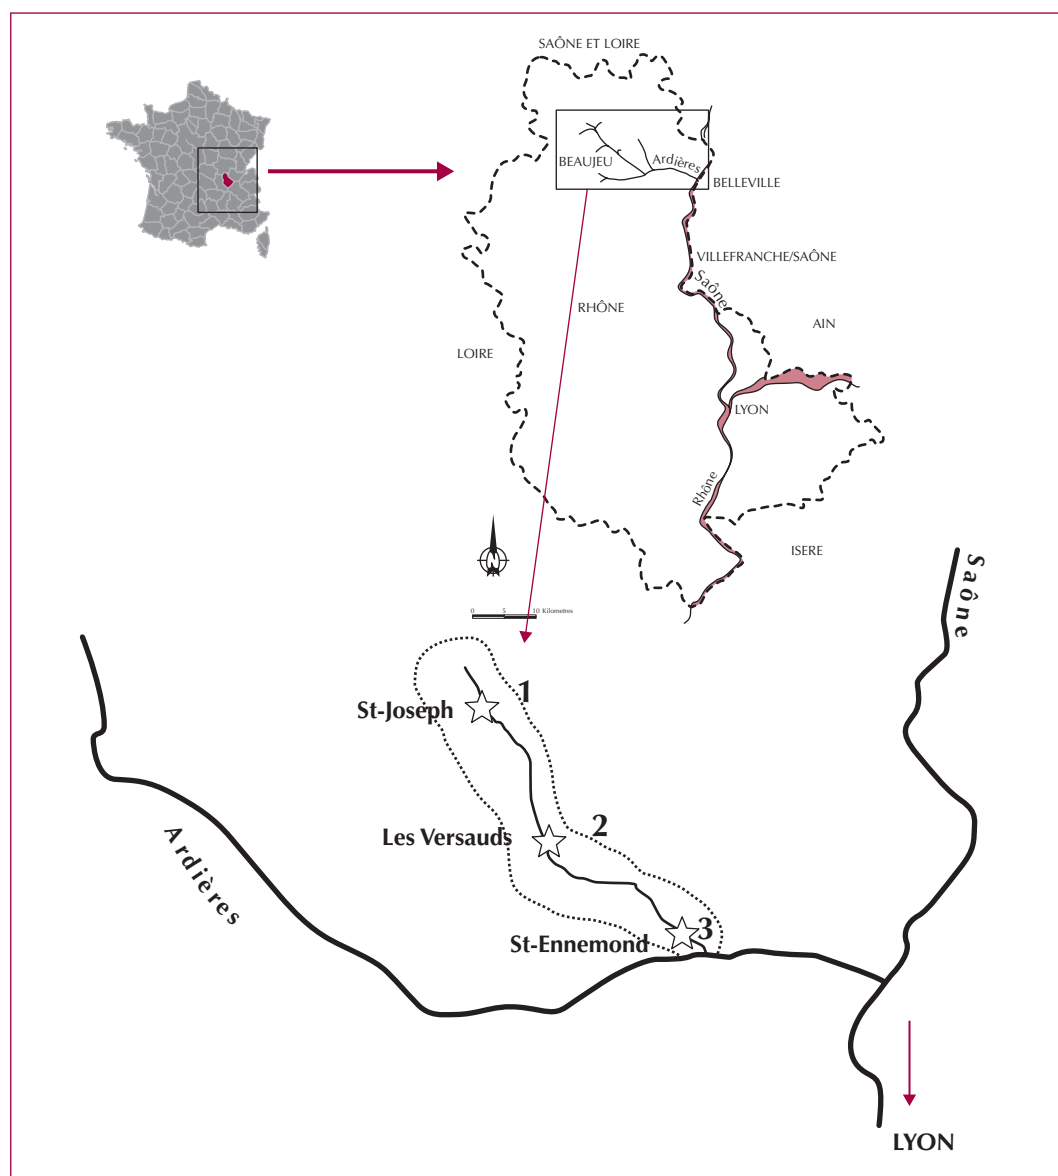 SAÔNE ET LOIRE
BEAUJEU
Ardières
BELLEVILLE
VILLEFRANCHE/SAÔNE
Saône
RHÔNE
AIN
LOIRE
LYON
Rhône
ISERE
0 5 10 Kilometres
Saône
1
St-Joseph
2
Les Versauds
Ardières
3
St-Ennemond
LYON